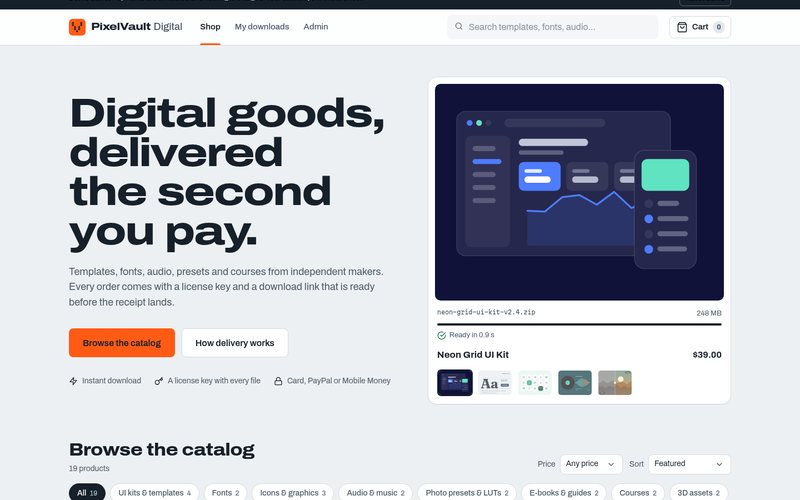 PixelVault Digital
Shop
My downloads
Admin
Search templates, fonts, audio...
Cart 0
Digital goods,
delivered
the second
you pay.
Templates, fonts, audio, presets and courses from independent makers.
Every order comes with a license key and a download link that is ready
before the receipt lands.
Browse the catalog
How delivery works
Instant download
A license key with every file
Card, PayPal or Mobile Money
neon-grid-ui-kit-v2.4.zip
248 MB
Ready in 0.9 s
Neon Grid UI Kit
$39.00
Aa
Browse the catalog
19 products
Price
Any price
Sort
Featured
All 19
UI kits & templates 4
Fonts 2
Icons & graphics 3
Audio & music 2
Photo presets & LUTs 2
E-books & guides 2
Courses 2
3D assets 2